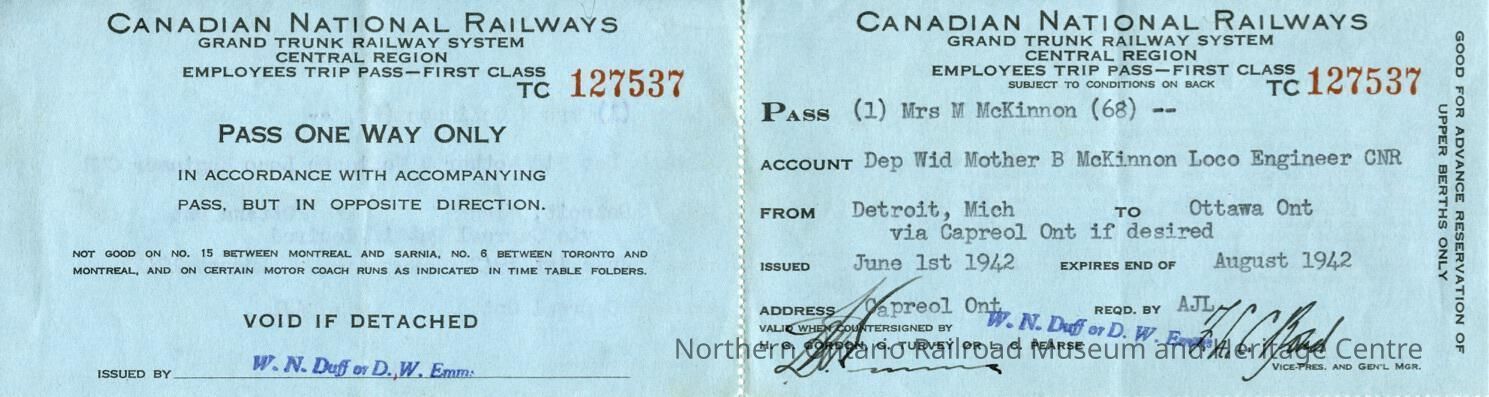 CANADIAN NATIONAL RAILWAYS
GRAND TRUNK RAILWAY SYSTEM
CENTRAL REGION
EMPLOYEES TRIP PASS—FIRST CLASS
TC 127537
PASS ONE WAY ONLY
IN ACCORDANCE WITH ACCOMPANYING
PASS, BUT IN OPPOSITE DIRECTION.
NOT GOOD ON NO. 15 BETWEEN MONTREAL AND SARNIA, NO. 6 BETWEEN TORONTO AND
MONTREAL, AND ON CERTAIN MOTOR COACH RUNS AS INDICATED IN TIME TABLE FOLDERS.
VOID IF DETACHED
ISSUED BY W. N. Duff or D. W. Emm
CANADIAN NATIONAL RAILWAYS
GRAND TRUNK RAILWAY SYSTEM
CENTRAL REGION
EMPLOYEES TRIP PASS—FIRST CLASS
SUBJECT TO CONDITIONS ON BACK
TC 127537
PASS (1) Mrs M McKinnon (68) --
ACCOUNT Dep Wid Mother B McKinnon Loco Engineer CNR
FROM Detroit, Mich TO Ottawa Ont
via Capreol Ont if desired
ISSUED June 1st 1942 EXPIRES END OF August 1942
ADDRESS Capreol Ont REQD. BY AJL
VALID WHEN COUNTERSIGNED BY
W. N. Duff or D. W.
H. G. GORDON, G. TURVEY OR L. G. PEARSE
VICE-PRES. AND GEN'L MGR.
GOOD FOR ADVANCE RESERVATION OF
UPPER BERTHS ONLY
Northern Ontario Railroad Museum and Heritage Centre